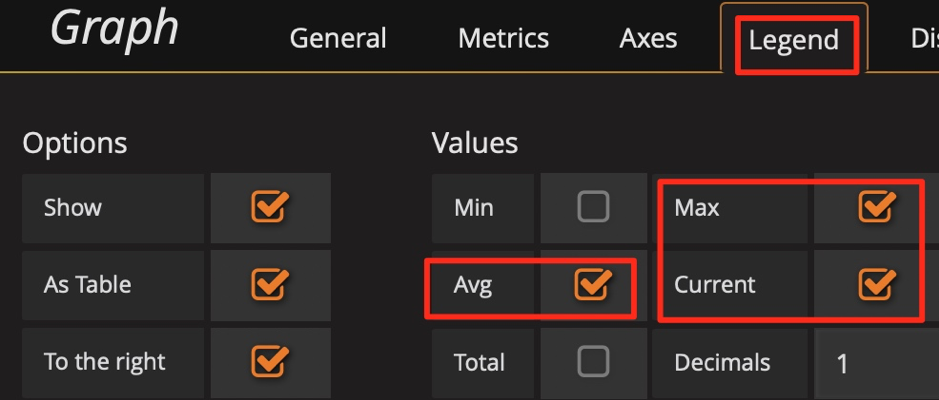 Graph General Metrics Axes Legend
Options Values
Show Min Max
As Table Avg Current
To the right Total Decimals 1